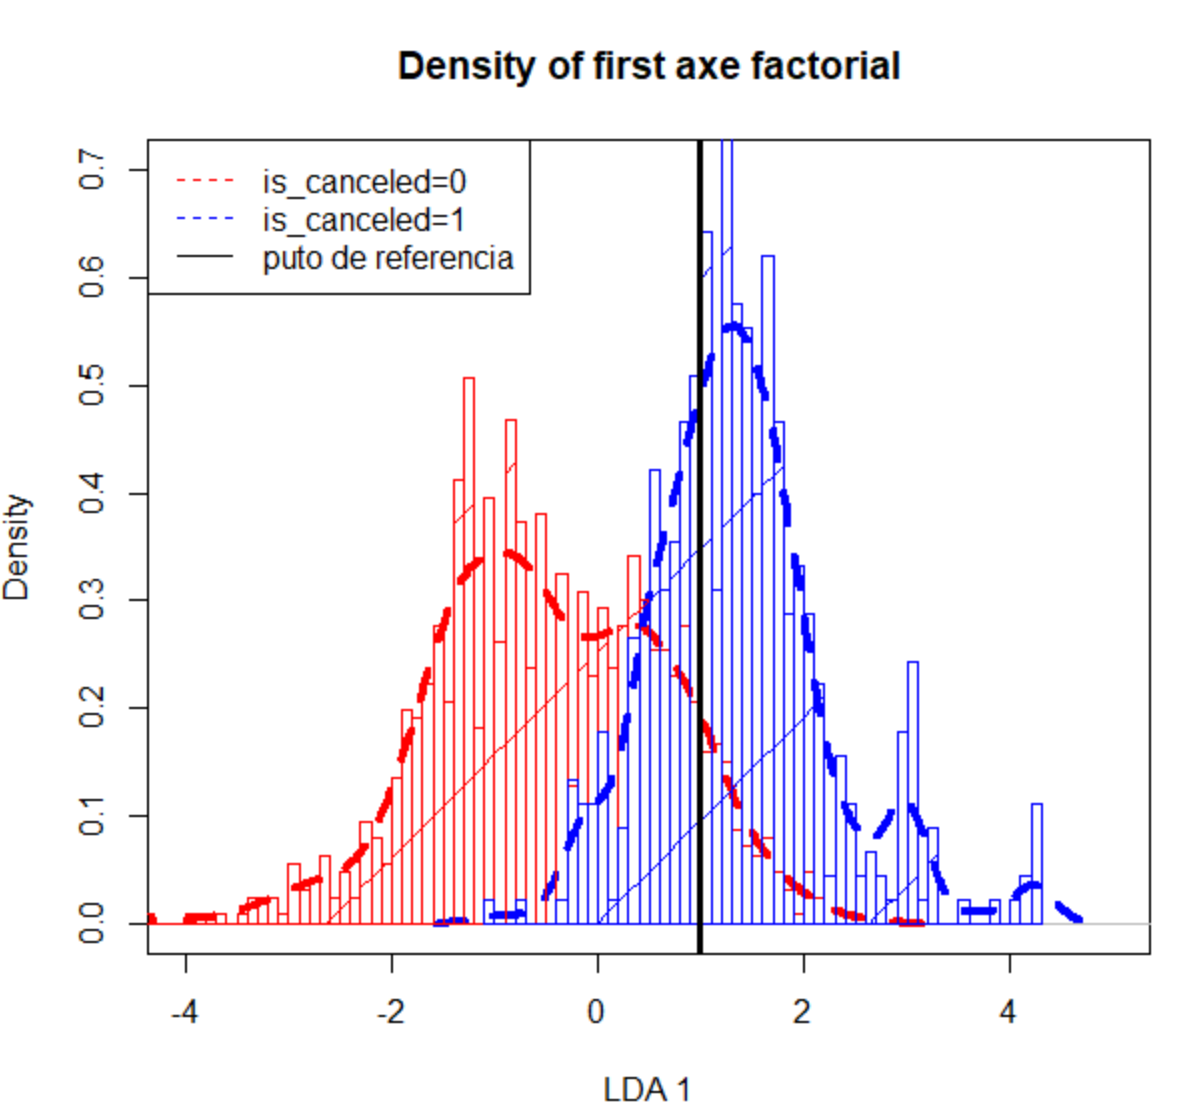 Density of first axe factorial
is_canceled=0
is_canceled=1
puto de referencia
Density
0.7
0.6
0.5
0.4
0.3
0.2
0.1
0.0
-4 -2 0 2 4
LDA 1